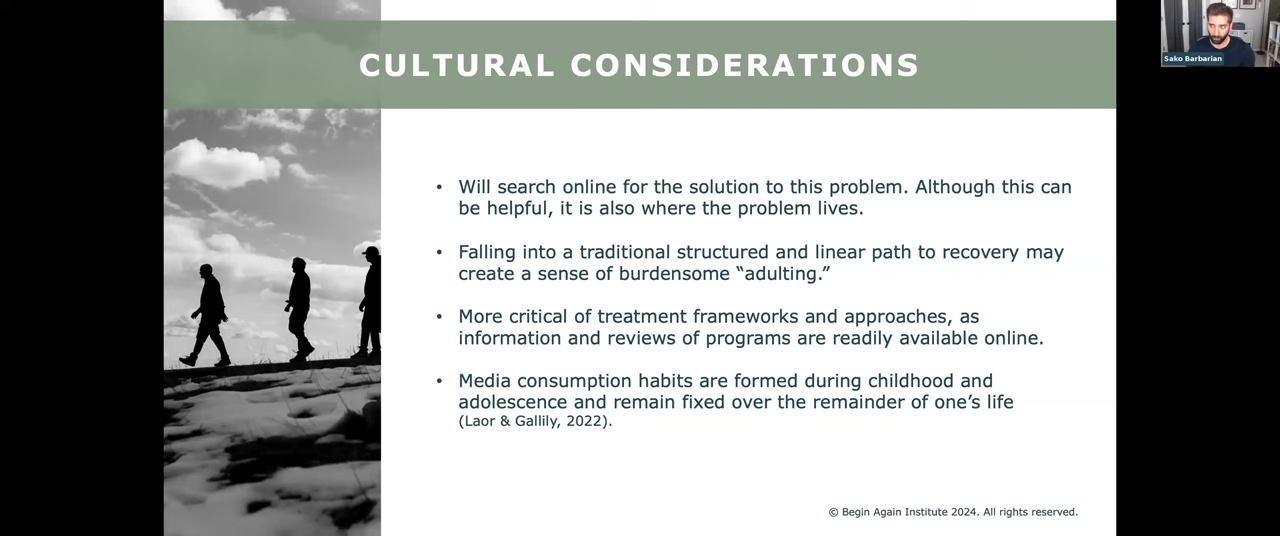 CULTURAL CONSIDERATIONS
Sako Barbarian
• Will search online for the solution to this problem. Although this can
be helpful, it is also where the problem lives.
• Falling into a traditional structured and linear path to recovery may
create a sense of burdensome “adulting.”
• More critical of treatment frameworks and approaches, as
information and reviews of programs are readily available online.
• Media consumption habits are formed during childhood and
adolescence and remain fixed over the remainder of one’s life
(Laor & Gallily, 2022).
© Begin Again Institute 2024. All rights reserved.